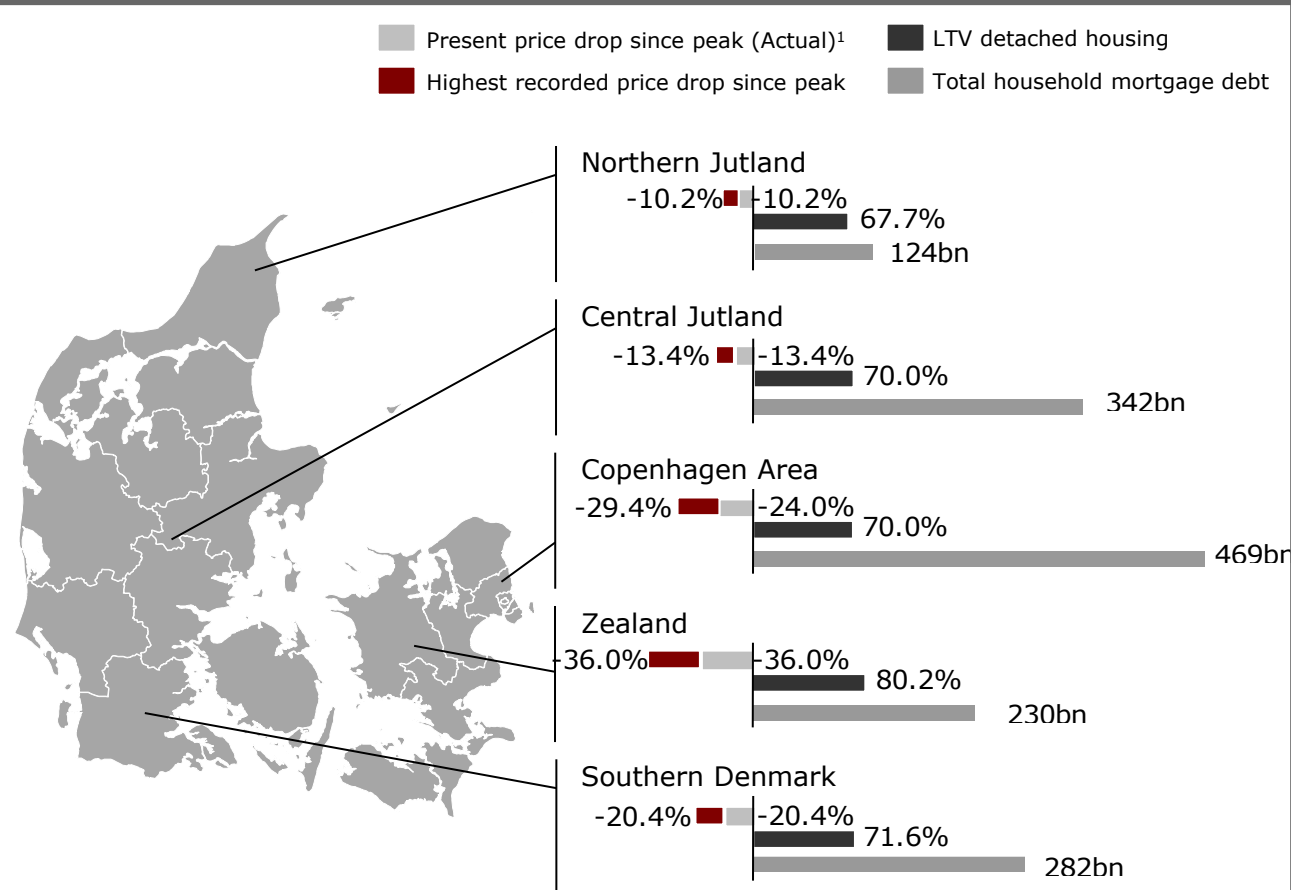 Present price drop since peak (Actual)¹
LTV detached housing
Highest recorded price drop since peak
Total household mortgage debt
Northern Jutland
-10.2% -10.2%
67.7%
124bn
Central Jutland
-13.4% -13.4%
70.0%
342bn
Copenhagen Area
-29.4% -24.0%
70.0%
469bn
Zealand
-36.0% -36.0%
80.2%
230bn
Southern Denmark
-20.4% -20.4%
71.6%
282bn